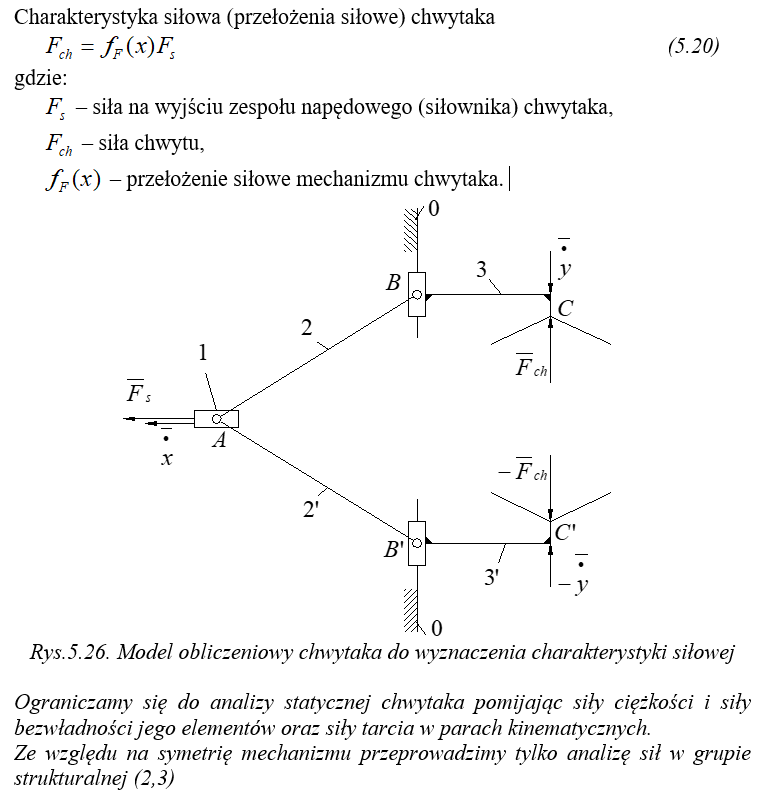 Charakterystyka siłowa (przełożenia siłowe) chwytaka
F_ch = f_F(x)F_s (5.20)
gdzie:
F_s – siła na wyjściu zespołu napędowego (siłownika) chwytaka,
F_ch – siła chwytu,
f_F(x) – przełożenie siłowe mechanizmu chwytaka.
0
B
3
ẏ̅
C
2
1
F̅_ch
F̅_s
A
ẋ̅
– F̅_ch
2'
B'
C'
3'
– ẏ̅
0
Rys.5.26. Model obliczeniowy chwytaka do wyznaczenia charakterystyki siłowej
Ograniczamy się do analizy statycznej chwytaka pomijając siły ciężkości i siły
bezwładności jego elementów oraz siły tarcia w parach kinematycznych.
Ze względu na symetrię mechanizmu przeprowadzimy tylko analizę sił w grupie
strukturalnej (2,3)